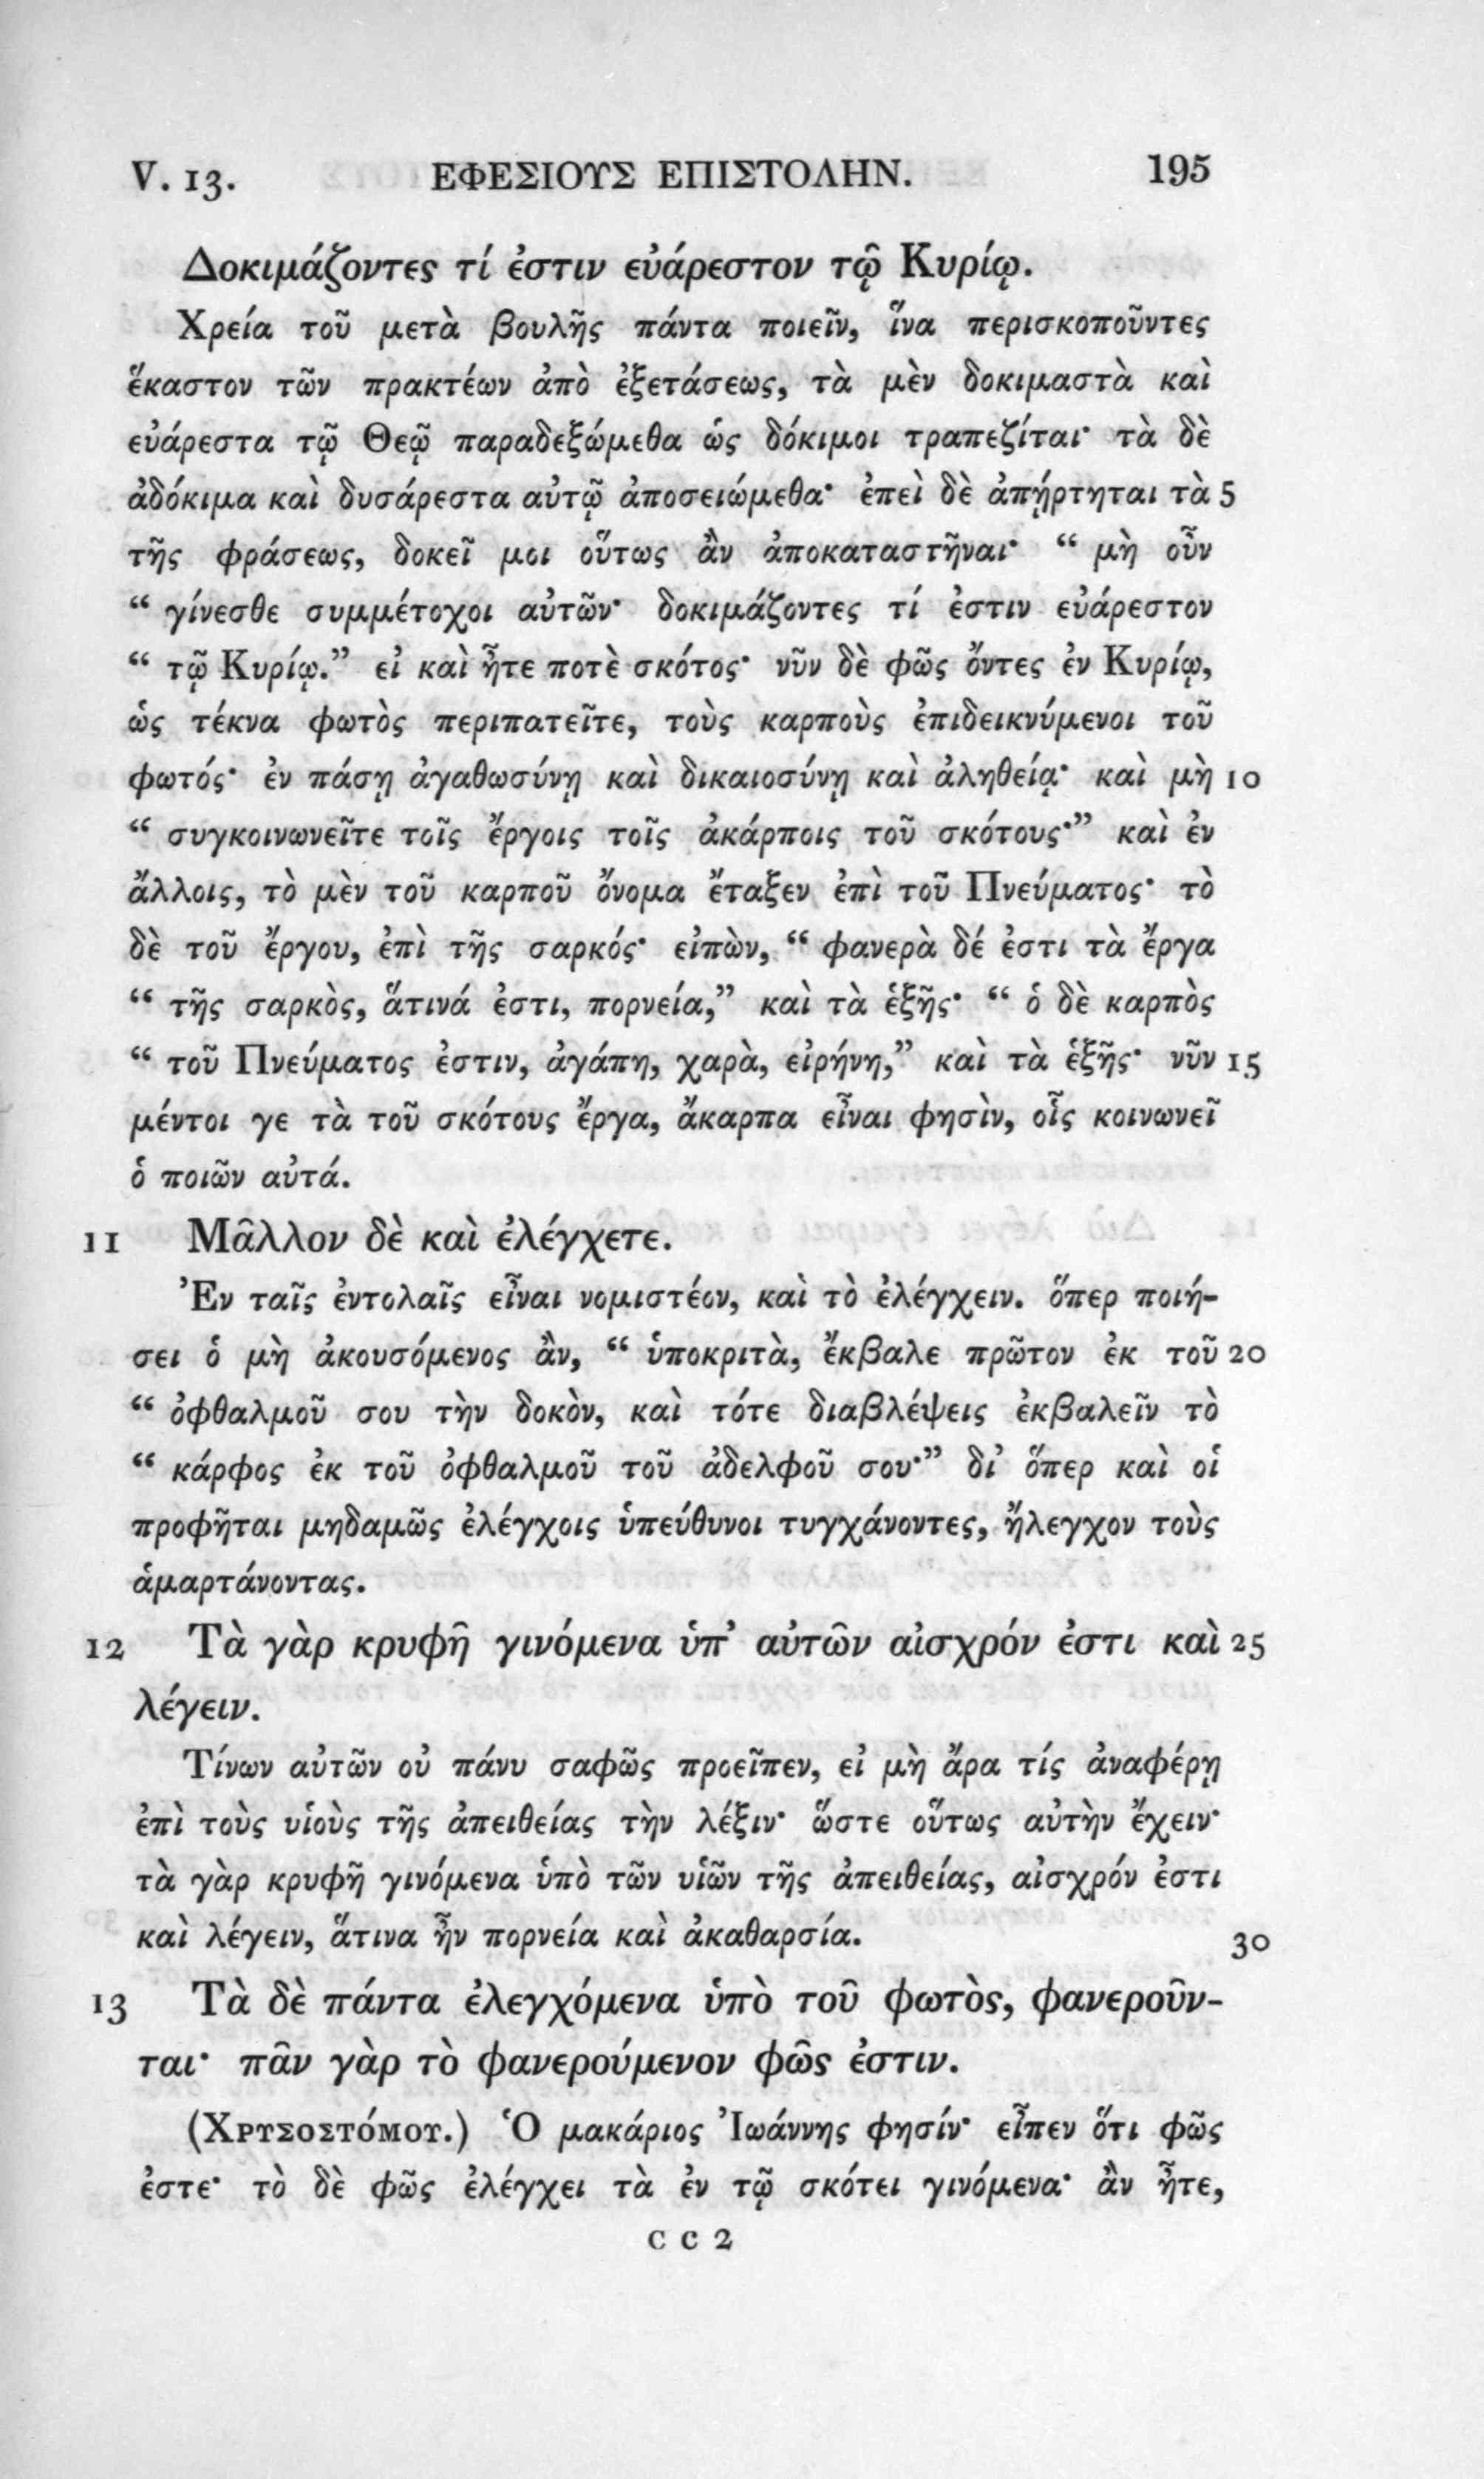 V. 13. ΕΦΕΣΙΟΥΣ ΕΠΙΣΤΟΛΗΝ. 195
Δοκιμάζοντες τί ἐστιν εὐάρεστον τῷ Κυρίῳ.
Χρεία τοῦ μετὰ βουλῆς πάντα ποιεῖν, ἵνα περισκοποῦντες
ἕκαστον τῶν πρακτέων ἀπὸ ἐξετάσεως, τὰ μὲν δοκιμαστὰ καὶ
εὐάρεστα τῷ Θεῷ παραδεξώμεθα ὡς δόκιμοι τραπεζίται· τὰ δὲ
ἀδόκιμα καὶ δυσάρεστα αὐτῷ ἀποσειώμεθα· ἐπεὶ δὲ ἀπῄρτηται τὰ 5
τῆς φράσεως, δοκεῖ μοι οὕτως ἂν ἀποκαταστῆναι· “ μὴ οὖν
“ γίνεσθε συμμέτοχοι αὐτῶν· δοκιμάζοντες τί ἐστιν εὐάρεστον
“ τῷ Κυρίῳ.” εἰ καὶ ἦτε ποτὲ σκότος· νῦν δὲ φῶς ὄντες ἐν Κυρίῳ,
ὡς τέκνα φωτὸς περιπατεῖτε, τοὺς καρποὺς ἐπιδεικνύμενοι τοῦ
φωτός· ἐν πάσῃ ἀγαθωσύνῃ καὶ δικαιοσύνῃ καὶ ἀληθείᾳ· καὶ μὴ 10
“ συγκοινωνεῖτε τοῖς ἔργοις τοῖς ἀκάρποις τοῦ σκότους·” καὶ ἐν
ἄλλοις, τὸ μὲν τοῦ καρποῦ ὄνομα ἔταξεν ἐπὶ τοῦ Πνεύματος· τὸ
δὲ τοῦ ἔργου, ἐπὶ τῆς σαρκός· εἰπὼν, “ φανερὰ δέ ἐστι τὰ ἔργα
“ τῆς σαρκὸς, ἅτινά ἐστι, πορνεία,” καὶ τὰ ἑξῆς· “ ὁ δὲ καρπὸς
“ τοῦ Πνεύματος ἐστιν, ἀγάπη, χαρὰ, εἰρήνη,” καὶ τὰ ἑξῆς· νῦν 15
μέντοι γε τὰ τοῦ σκότους ἔργα, ἄκαρπα εἶναι φησὶν, οἷς κοινωνεῖ
ὁ ποιῶν αὐτά.
11 Μᾶλλον δὲ καὶ ἐλέγχετε.
Ἐν ταῖς ἐντολαῖς εἶναι νομιστέον, καὶ τὸ ἐλέγχειν. ὅπερ ποιή-
σει ὁ μὴ ἀκουσόμενος ἂν, “ ὑποκριτὰ, ἔκβαλε πρῶτον ἐκ τοῦ 20
“ ὀφθαλμοῦ σου τὴν δοκὸν, καὶ τότε διαβλέψεις ἐκβαλεῖν τὸ
“ κάρφος ἐκ τοῦ ὀφθαλμοῦ τοῦ ἀδελφοῦ σου·” δι’ ὅπερ καὶ οἱ
προφῆται μηδαμῶς ἐλέγχοις ὑπεύθυνοι τυγχάνοντες, ἤλεγχον τοὺς
ἁμαρτάνοντας.
12 Τὰ γὰρ κρυφῆ γινόμενα ὑπ’ αὐτῶν αἰσχρόν ἐστι καὶ 25
λέγειν.
Τίνων αὐτῶν οὐ πάνυ σαφῶς προεῖπεν, εἰ μὴ ἄρα τίς ἀναφέρῃ
ἐπὶ τοὺς υἱοὺς τῆς ἀπειθείας τὴν λέξιν· ὥστε οὕτως αὐτὴν ἔχειν·
τὰ γὰρ κρυφῆ γινόμενα ὑπὸ τῶν υἱῶν τῆς ἀπειθείας, αἰσχρόν ἐστι
καὶ λέγειν, ἅτινα ἦν πορνεία καὶ ἀκαθαρσία. 30
13 Τὰ δὲ πάντα ἐλεγχόμενα ὑπὸ τοῦ φωτὸς, φανεροῦν-
ται· πᾶν γὰρ τὸ φανερούμενον φῶς ἐστιν.
(Χρυσοστόμου.) Ὁ μακάριος Ἰωάννης φησίν· εἶπεν ὅτι φῶς
ἐστε· τὸ δὲ φῶς ἐλέγχει τὰ ἐν τῷ σκότει γινόμενα· ἂν ἦτε,
C C 2